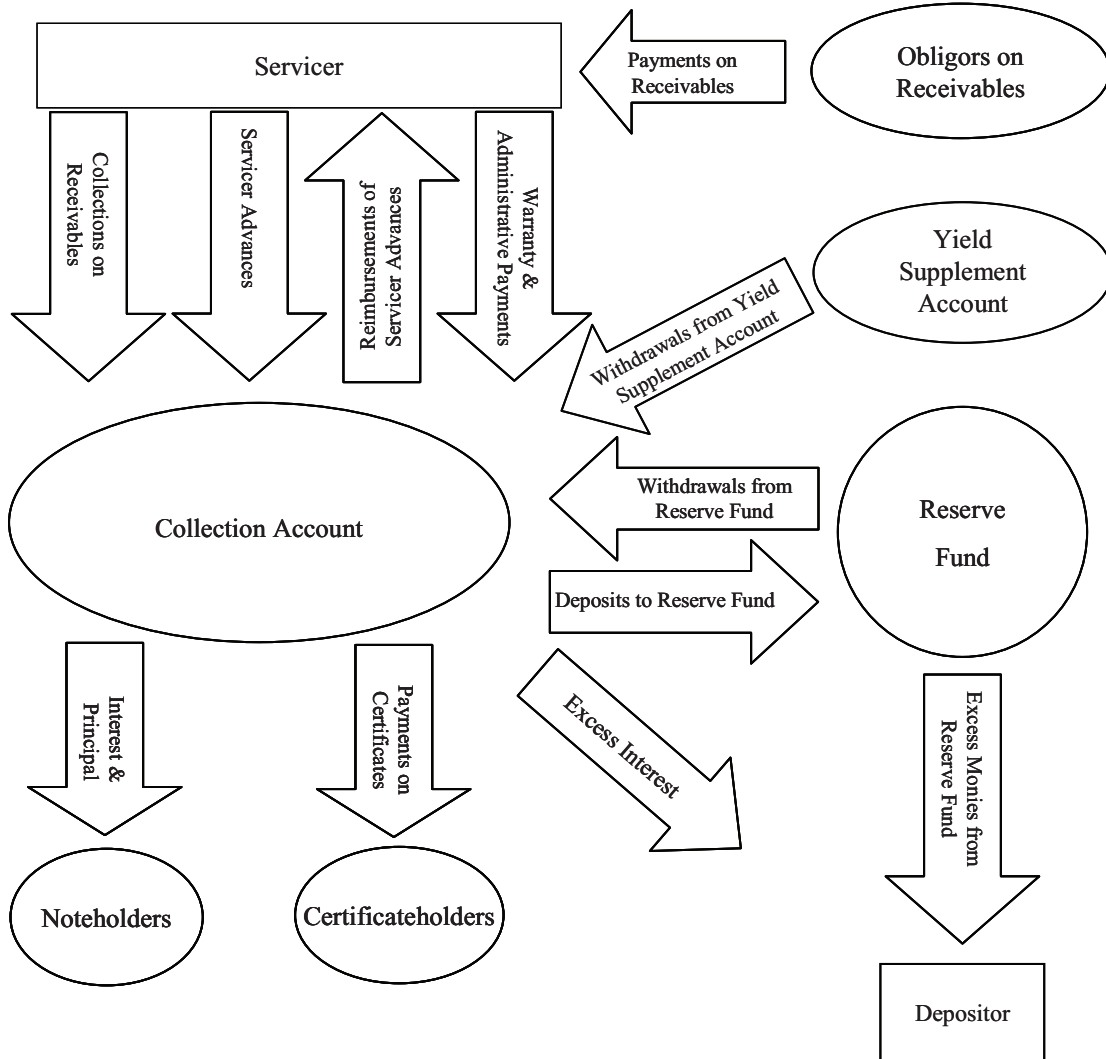 Servicer
Payments on
Receivables
Obligors on
Receivables
Collections on
Receivables
Servicer Advances
Reimbursements of
Servicer Advances
Warranty &
Administrative Payments
Yield
Supplement
Account
Withdrawals from Yield
Supplement Account
Collection Account
Withdrawals from
Reserve Fund
Reserve
Fund
Deposits to Reserve Fund
Interest &
Principal
Payments on
Certificates
Excess Interest
Excess Monies from
Reserve Fund
Noteholders
Certificateholders
Depositor